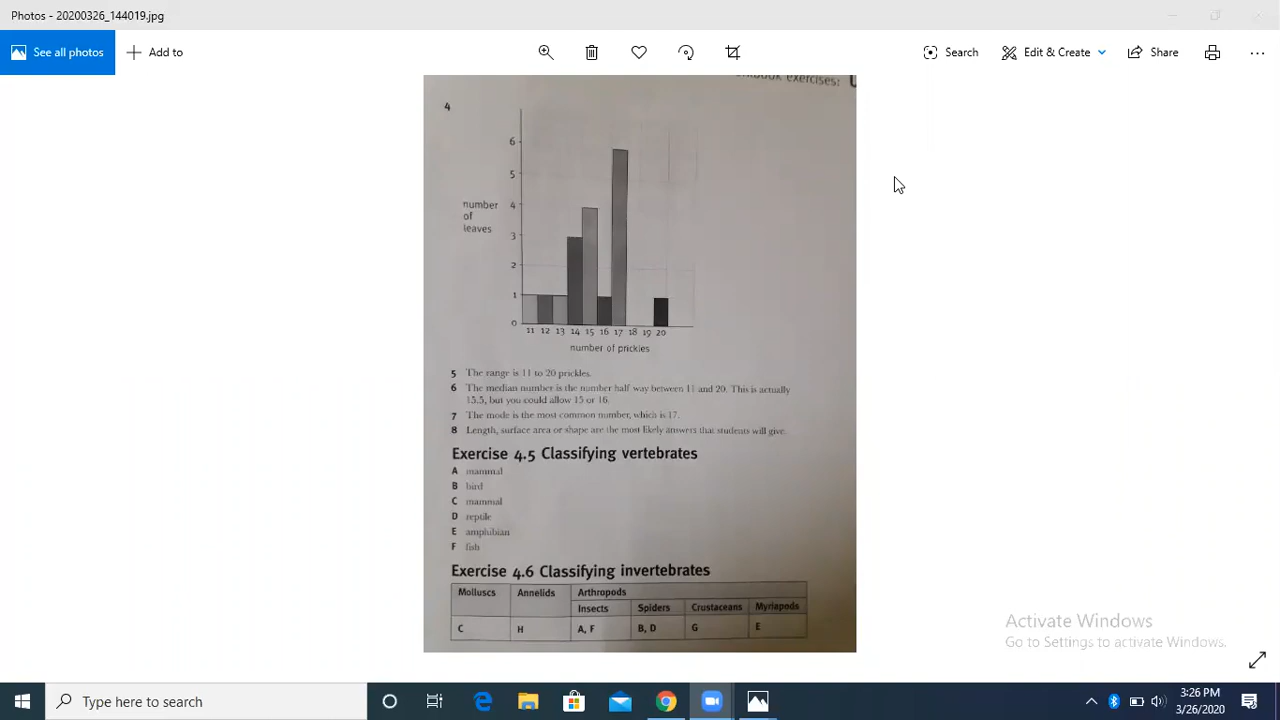 Photos - 20200326_144019.jpg
See all photos
Add to
Search
Edit & Create
Share
exercises:
4
number
of
leaves
6
5
4
3
2
1
0
11 12 13 14 15 16 17 18 19 20
number of prickles
5 The range is 11 to 20 prickles.
6 The median number is the number half way between 11 and 20. This is actually
15.5, but you could allow 15 or 16.
7 The mode is the most common number, which is 17.
8 Length, surface area or shape are the most likely answers that students will give.
Exercise 4.5 Classifying vertebrates
A mammal
B bird
C mammal
D reptile
E amphibian
F fish
Exercise 4.6 Classifying invertebrates
Molluscs Annelids Arthropods
Insects Spiders Crustaceans Myriapods
C H A, F B, D G E
Activate Windows
Go to Settings to activate Windows.
Type here to search
3:26 PM
3/26/2020